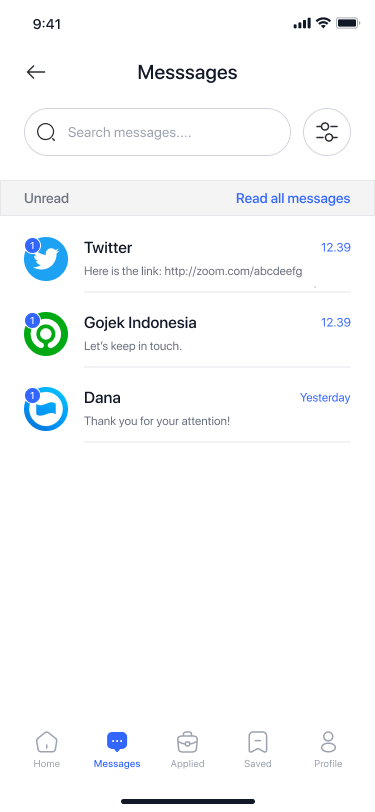 9:41
Messsages
Search messages....
Unread
Read all messages
1
Twitter
12.39
Here is the link: http://zoom.com/abcdeefg
1
Gojek Indonesia
12.39
Let's keep in touch.
1
Dana
Yesterday
Thank you for your attention!
Home
Messages
Applied
Saved
Profile